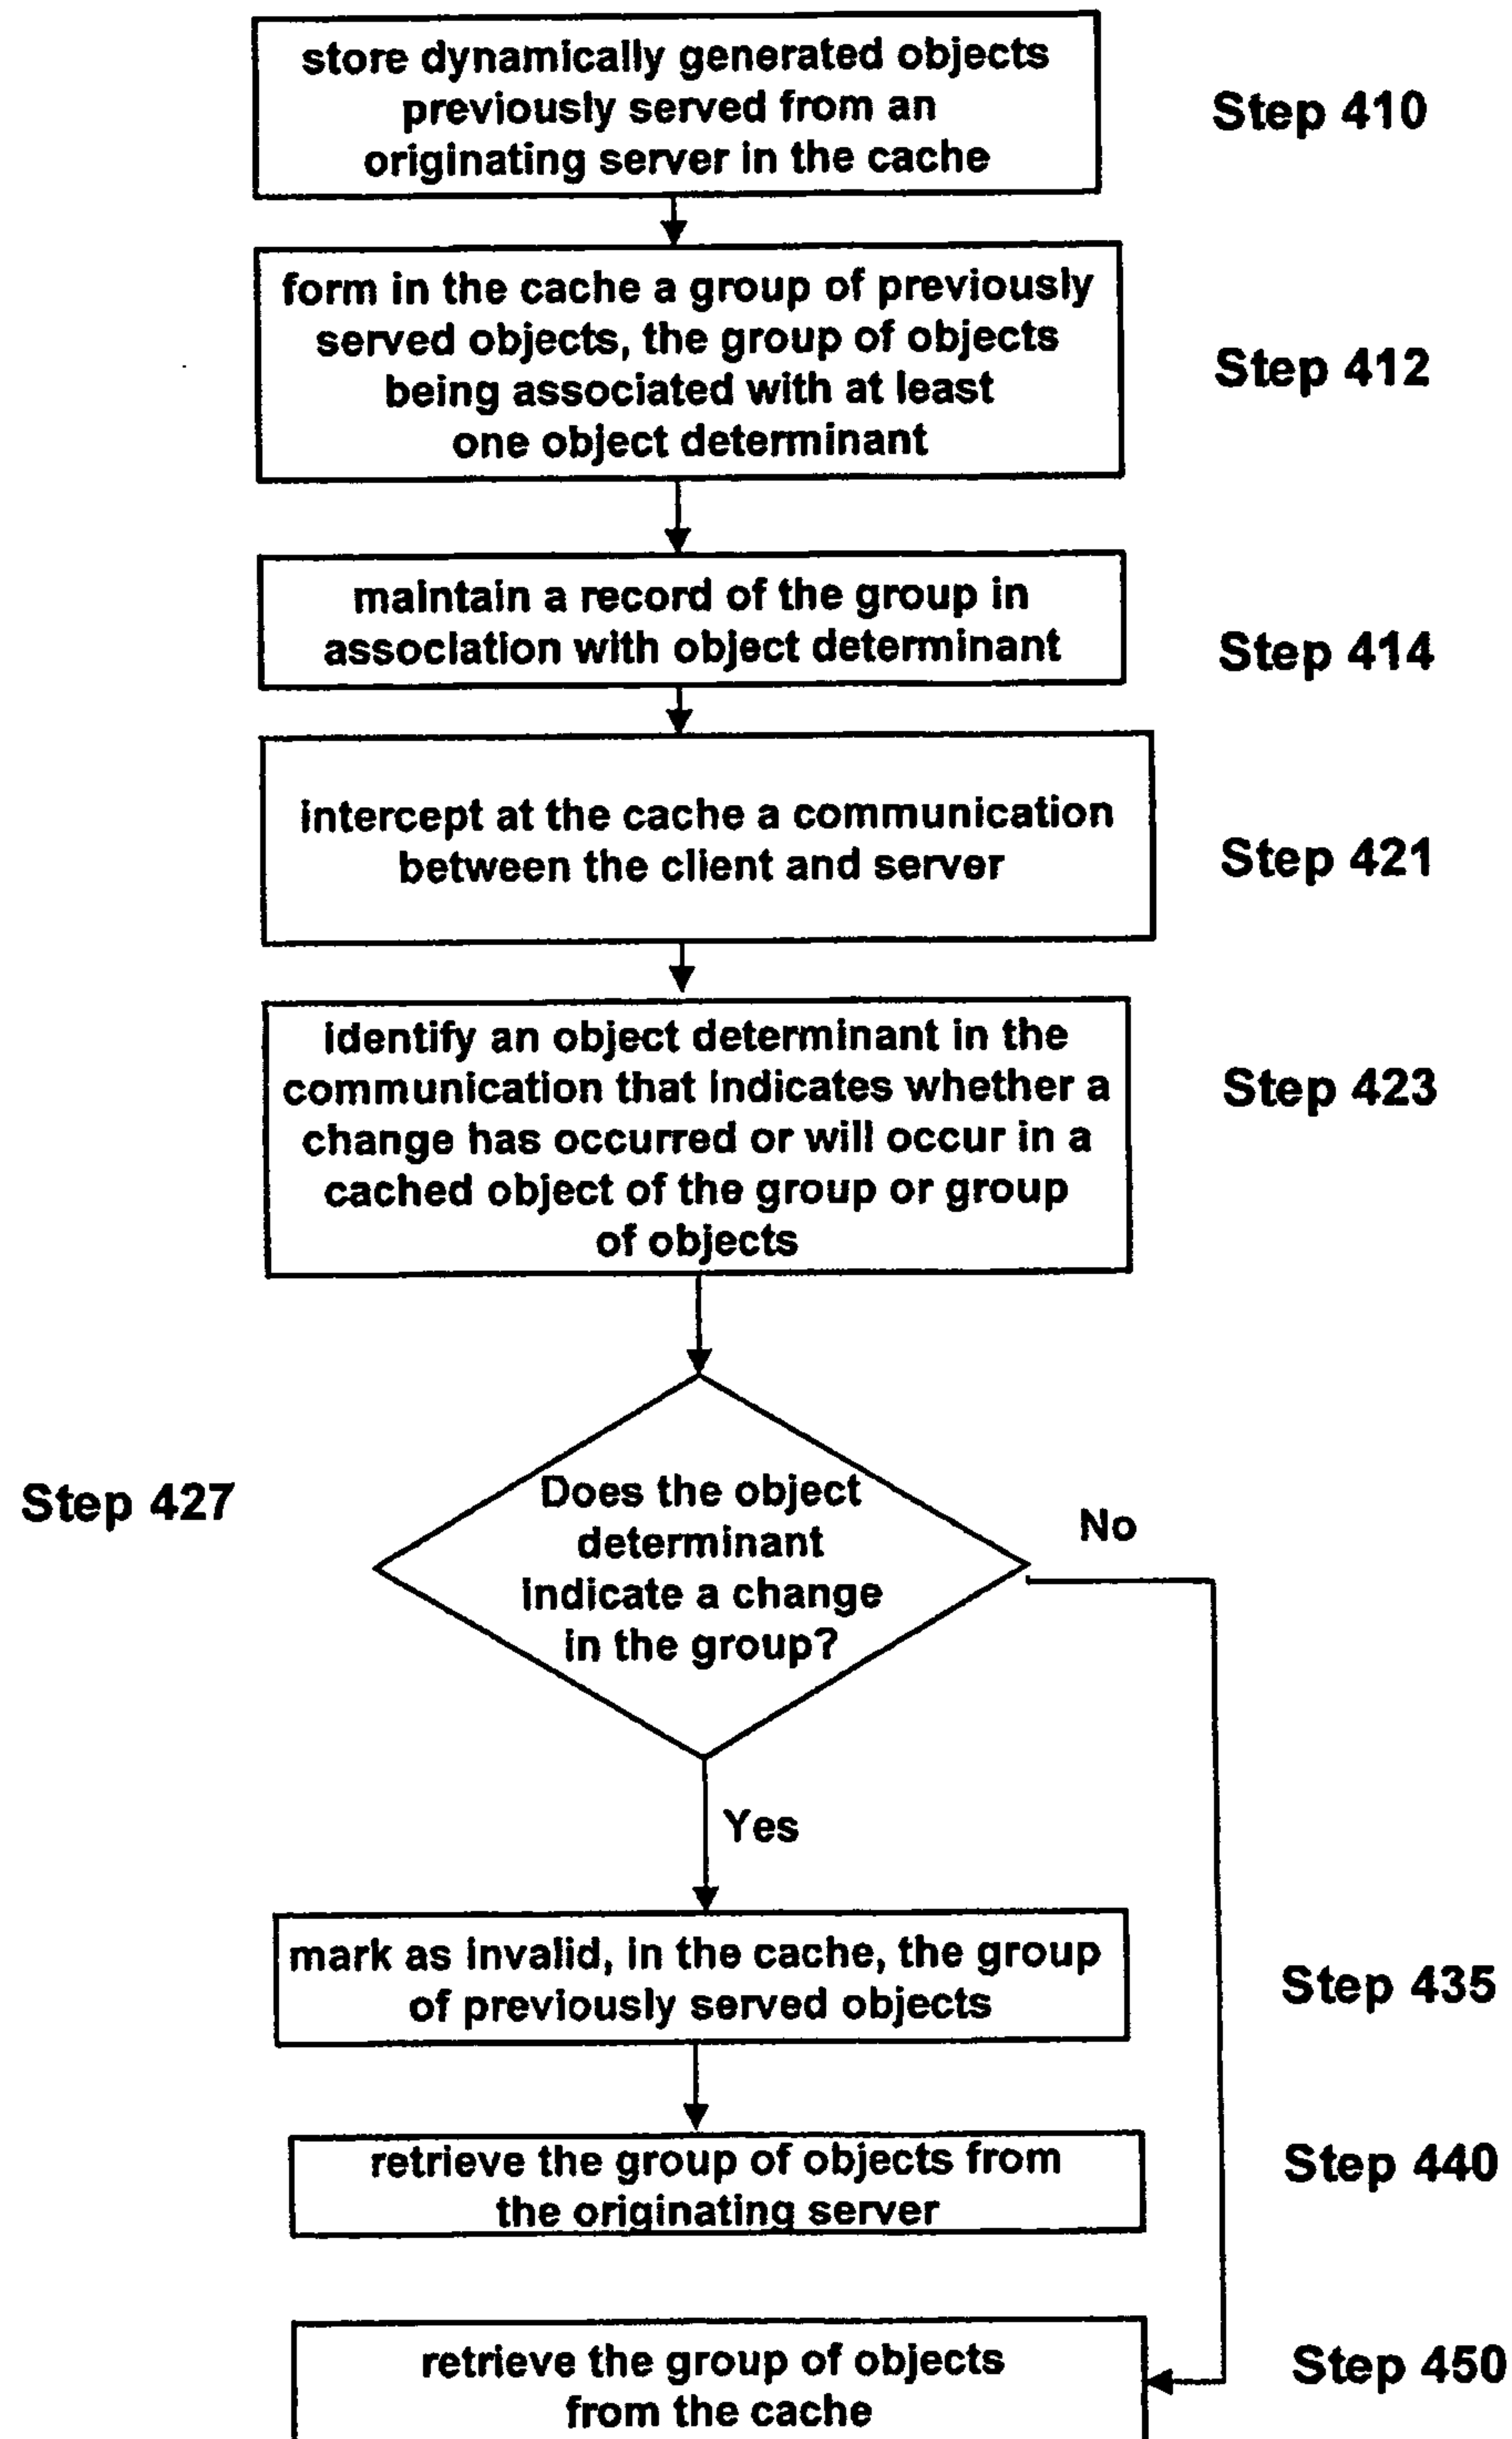 store dynamically generated objects
previously served from an
originating server in the cache
Step 410
form in the cache a group of previously
served objects, the group of objects
being associated with at least
one object determinant
Step 412
maintain a record of the group in
association with object determinant
Step 414
intercept at the cache a communication
between the client and server
Step 421
identify an object determinant in the
communication that indicates whether a
change has occurred or will occur in a
cached object of the group or group
of objects
Step 423
Step 427
Does the object
determinant
indicate a change
in the group?
No
Yes
mark as invalid, in the cache, the group
of previously served objects
Step 435
retrieve the group of objects from
the originating server
Step 440
retrieve the group of objects
from the cache
Step 450